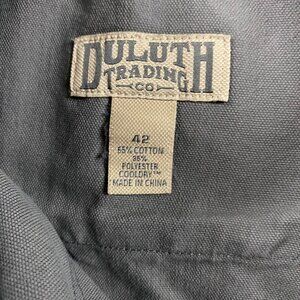 DULUTH
TRADING
CO
42
65% COTTON
35%
POLYESTER
COOLDRY™
MADE IN CHINA